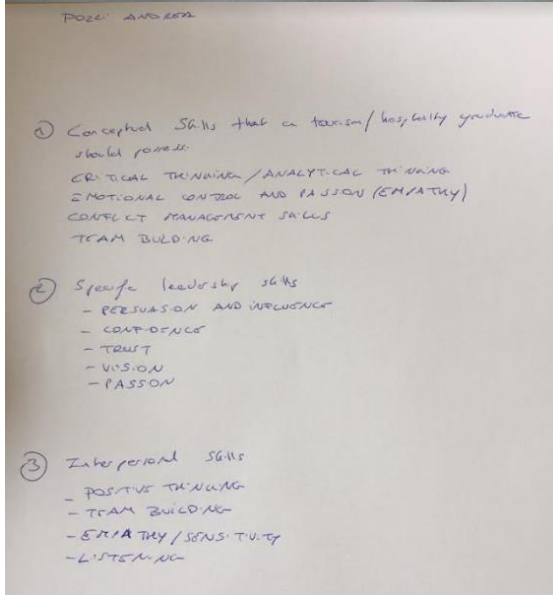 POZZI ANDREA
① Conceptual Skills that a tourism/hospitality graduate
should possess:
CRITICAL THINKING / ANALYTICAL THINKING
EMOTIONAL CONTROL AND PASSION (EMPATHY)
CONFLICT MANAGEMENT SKILLS
TEAM BUILDING
② Specific leadership skills
- PERSUASION AND INFLUENCE
- CONFIDENCE
- TRUST
- VISION
- PASSION
③ Interpersonal skills
- POSITIVE THINKING
- TEAM BUILDING
- EMPATHY / SENSITIVITY
- LISTENING